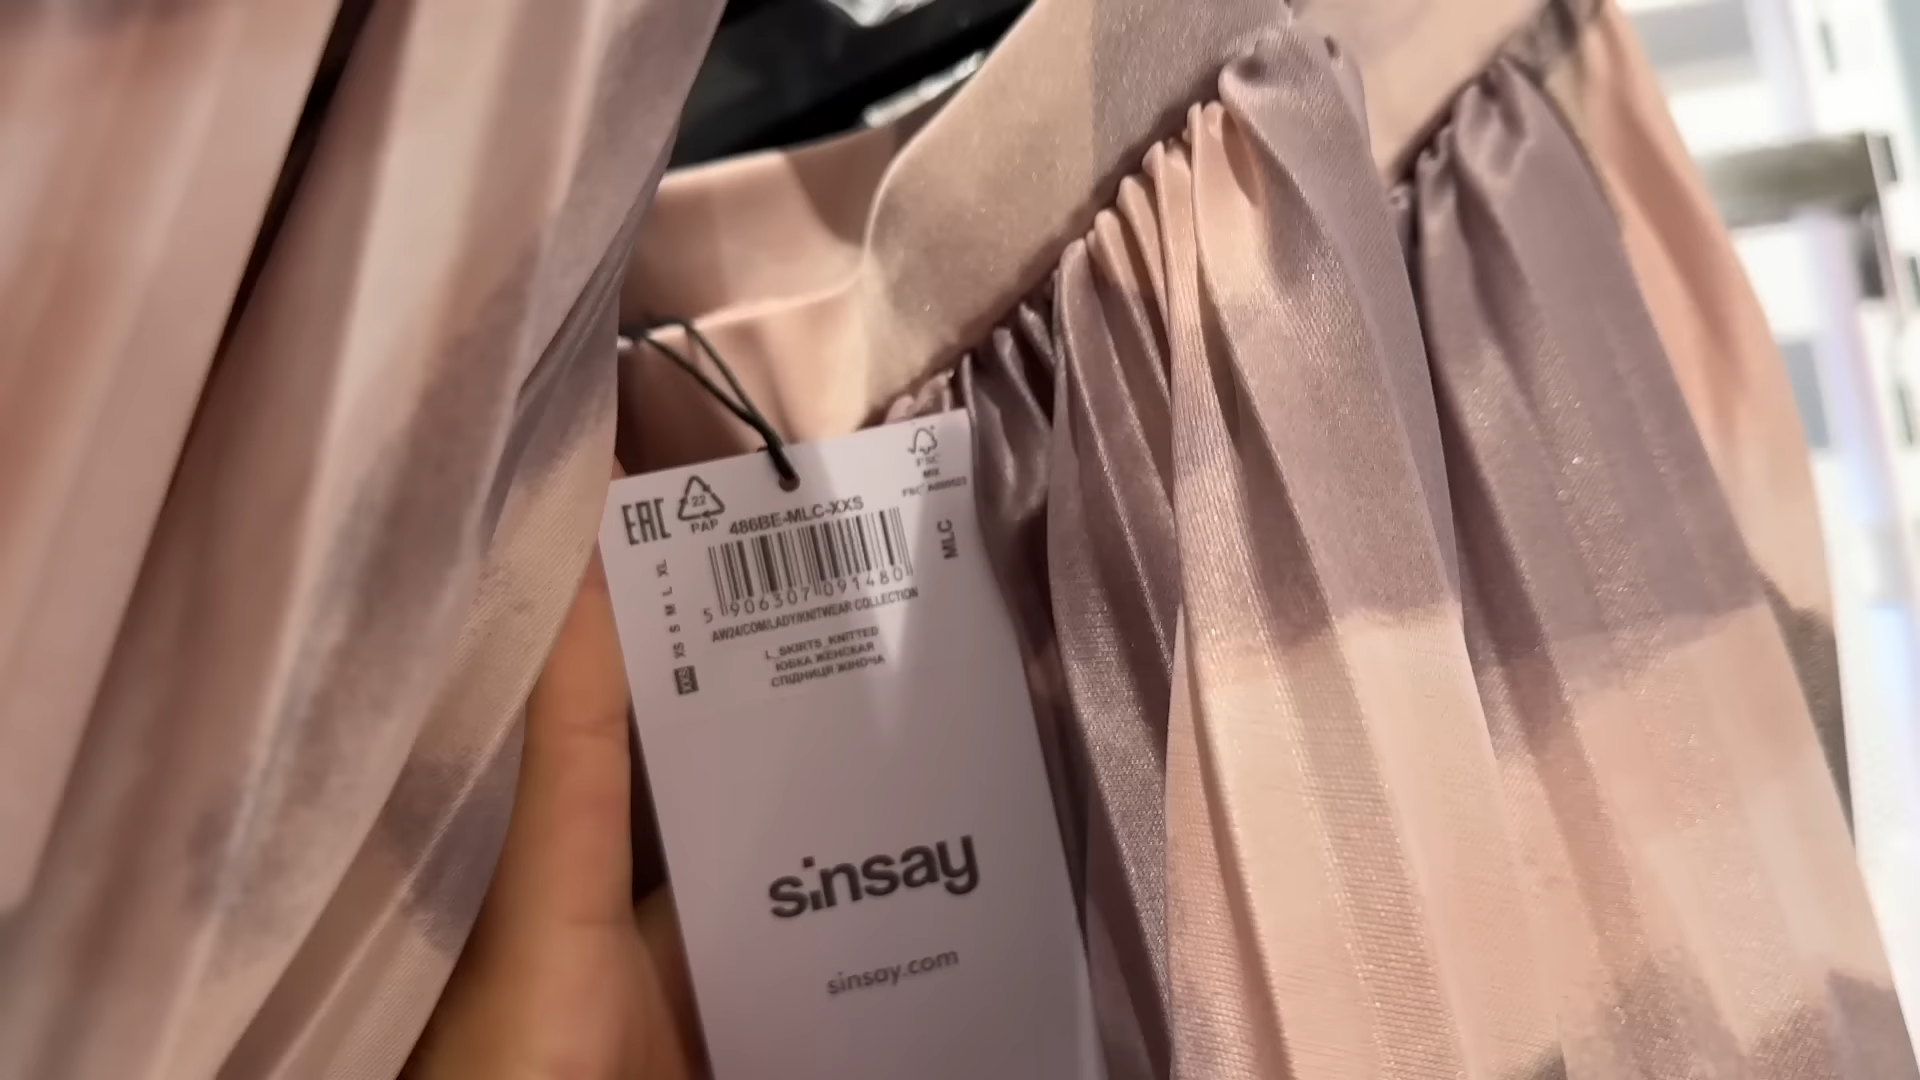 EAC
22
PAP
486BE-MLC-XXS
FSC
MIX
MLC
XXS XS S M L XL
5 906307 091480
AW24/COM/LADY/KNITWEAR COLLECTION
L_SKIRTS_KNITTED
ЮБКА ЖЕНСКАЯ
СПІДНИЦЯ ЖІНОЧА
sinsay
sinsay.com